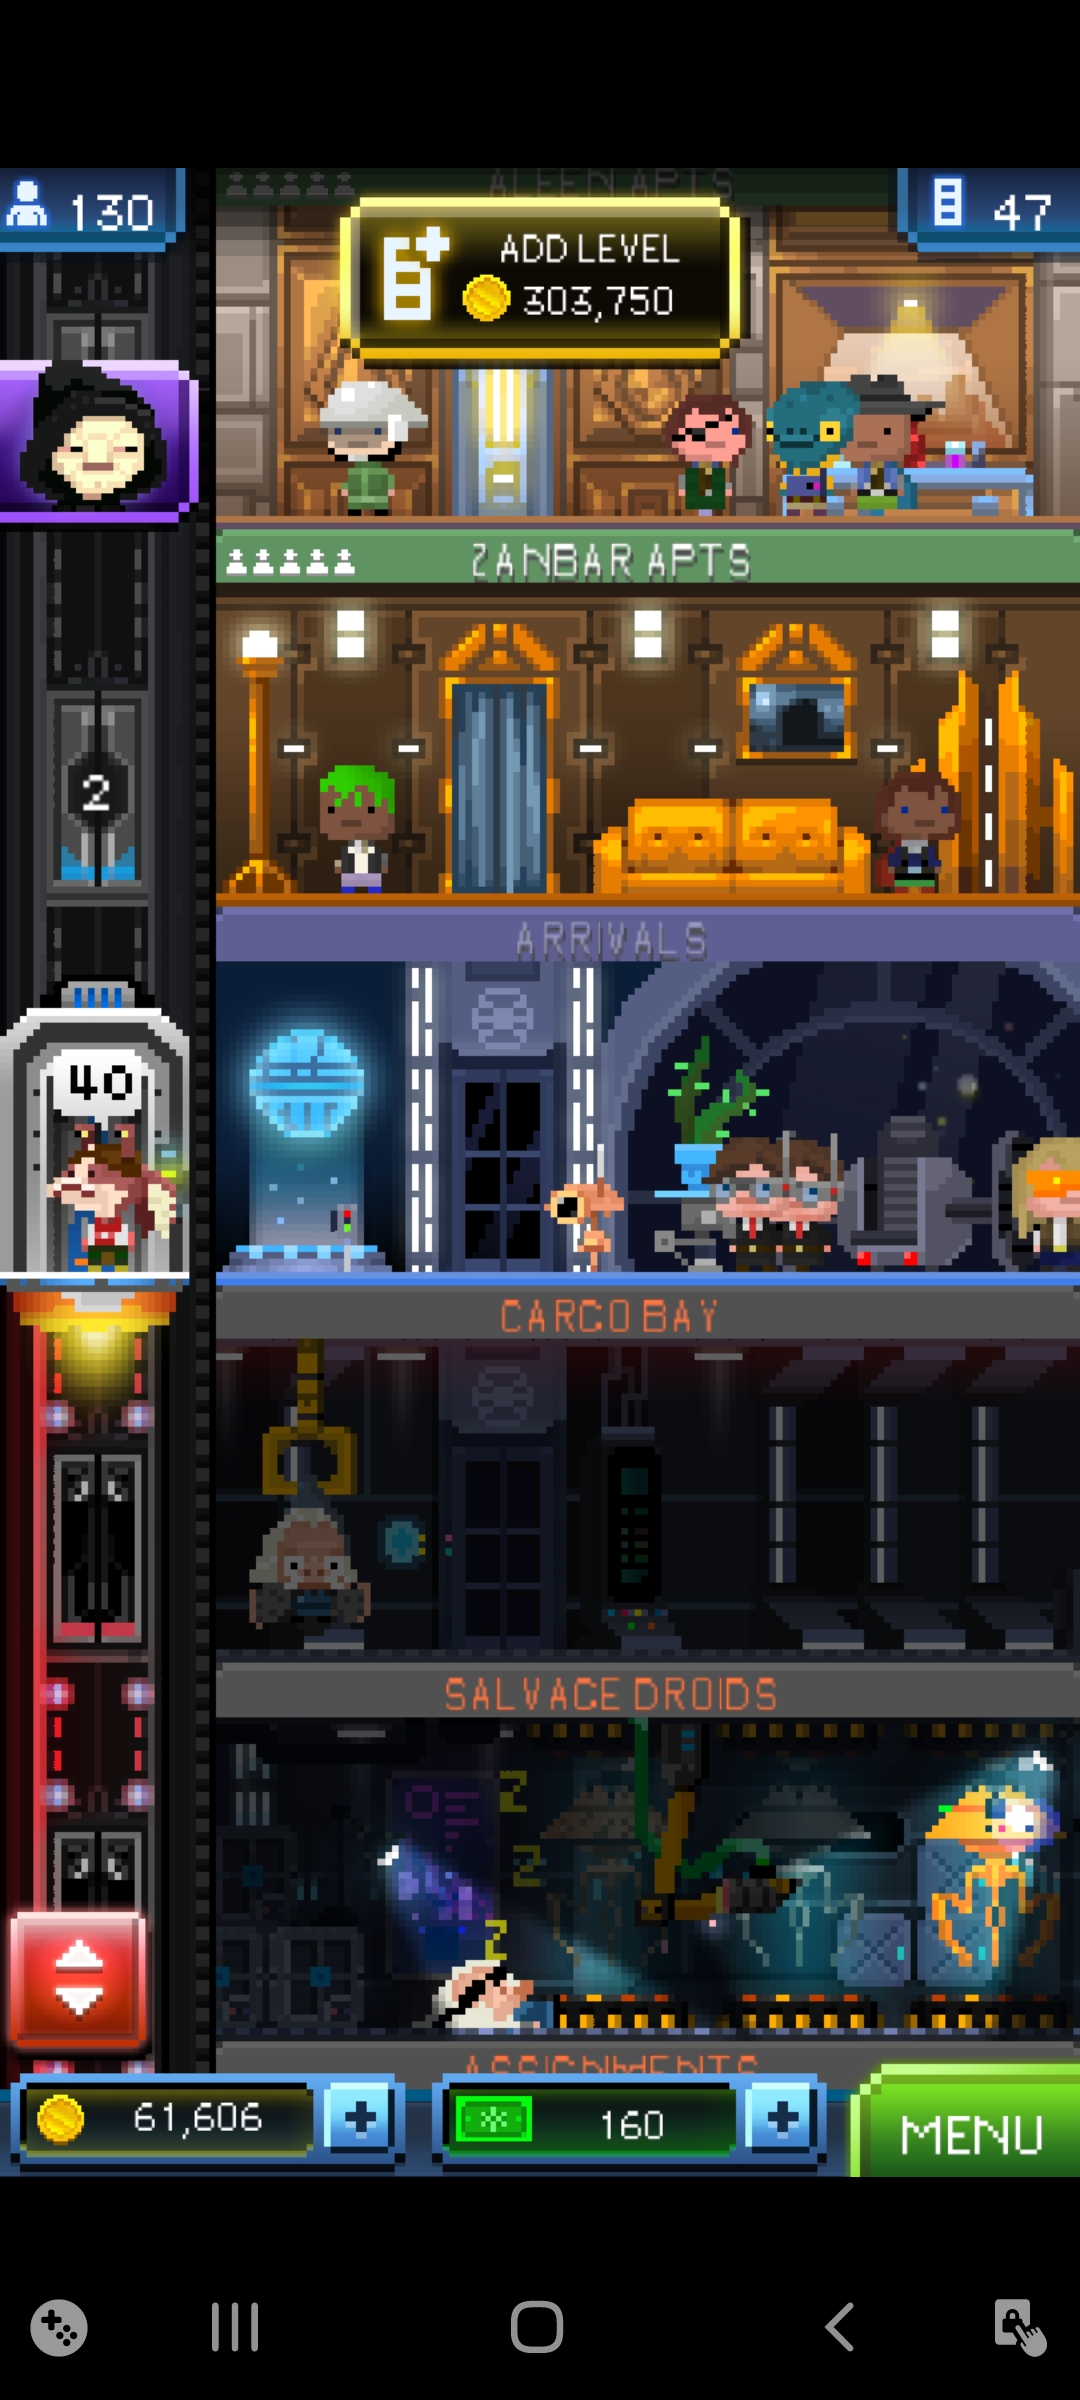 ALEEN APTS
130
47
ADD LEVEL
303,750
ZANBAR APTS
2
ARRIVALS
40
CARGO BAY
SALVAGE DROIDS
Z
Z
Z
ASSIGNMENTS
61,606
160
MENU